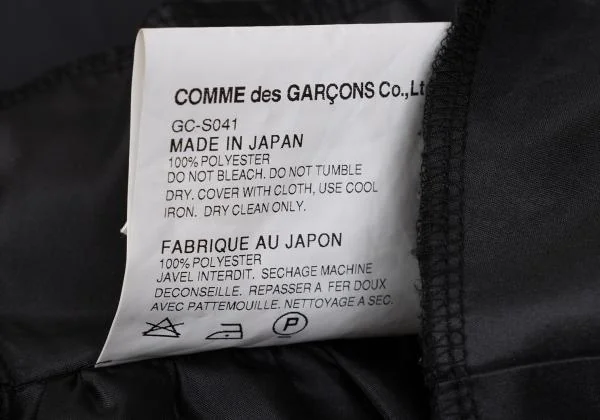 COMME des GARÇONS Co.,Lt
GC-S041
MADE IN JAPAN
100% POLYESTER
DO NOT BLEACH. DO NOT TUMBLE
DRY. COVER WITH CLOTH, USE COOL
IRON. DRY CLEAN ONLY.
FABRIQUE AU JAPON
100% POLYESTER
JAVEL INTERDIT. SECHAGE MACHINE
DECONSEILLE. REPASSER A FER DOUX
AVEC PATTEMOUILLE. NETTOYAGE A SEC.
P